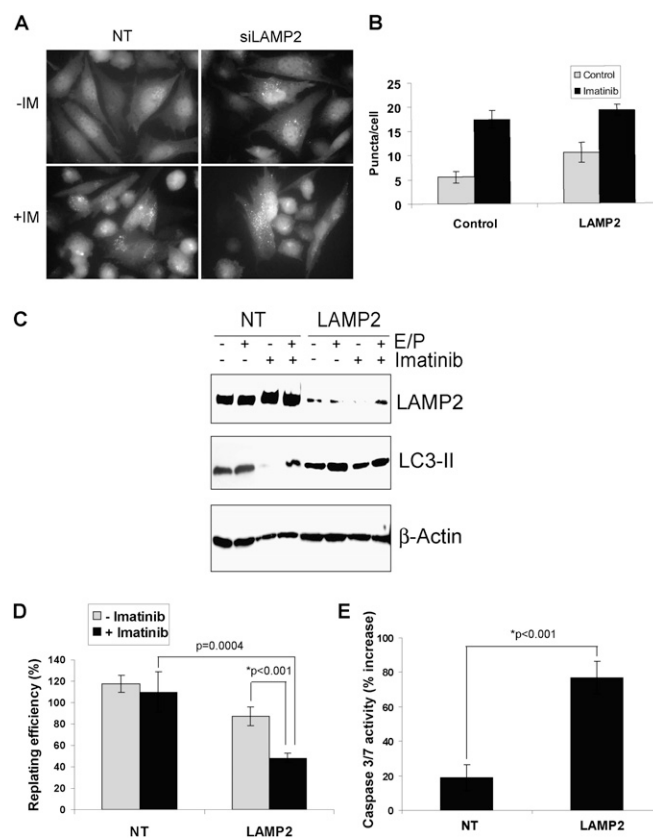 A
NT
siLAMP2
-IM
+IM
B
Control
Imatinib
Puncta/cell
25
20
15
10
5
0
Control
LAMP2
C
NT
LAMP2
- + - + - + - + E/P
- - + + - - + + Imatinib
LAMP2
LC3-II
β-Actin
D
- Imatinib
+ Imatinib
Replating efficiency (%)
140
120
100
80
60
40
20
0
p=0.0004
*p<0.001
NT
LAMP2
E
Caspase 3/7 activity (% increase)
100
80
60
40
20
0
*p<0.001
NT
LAMP2